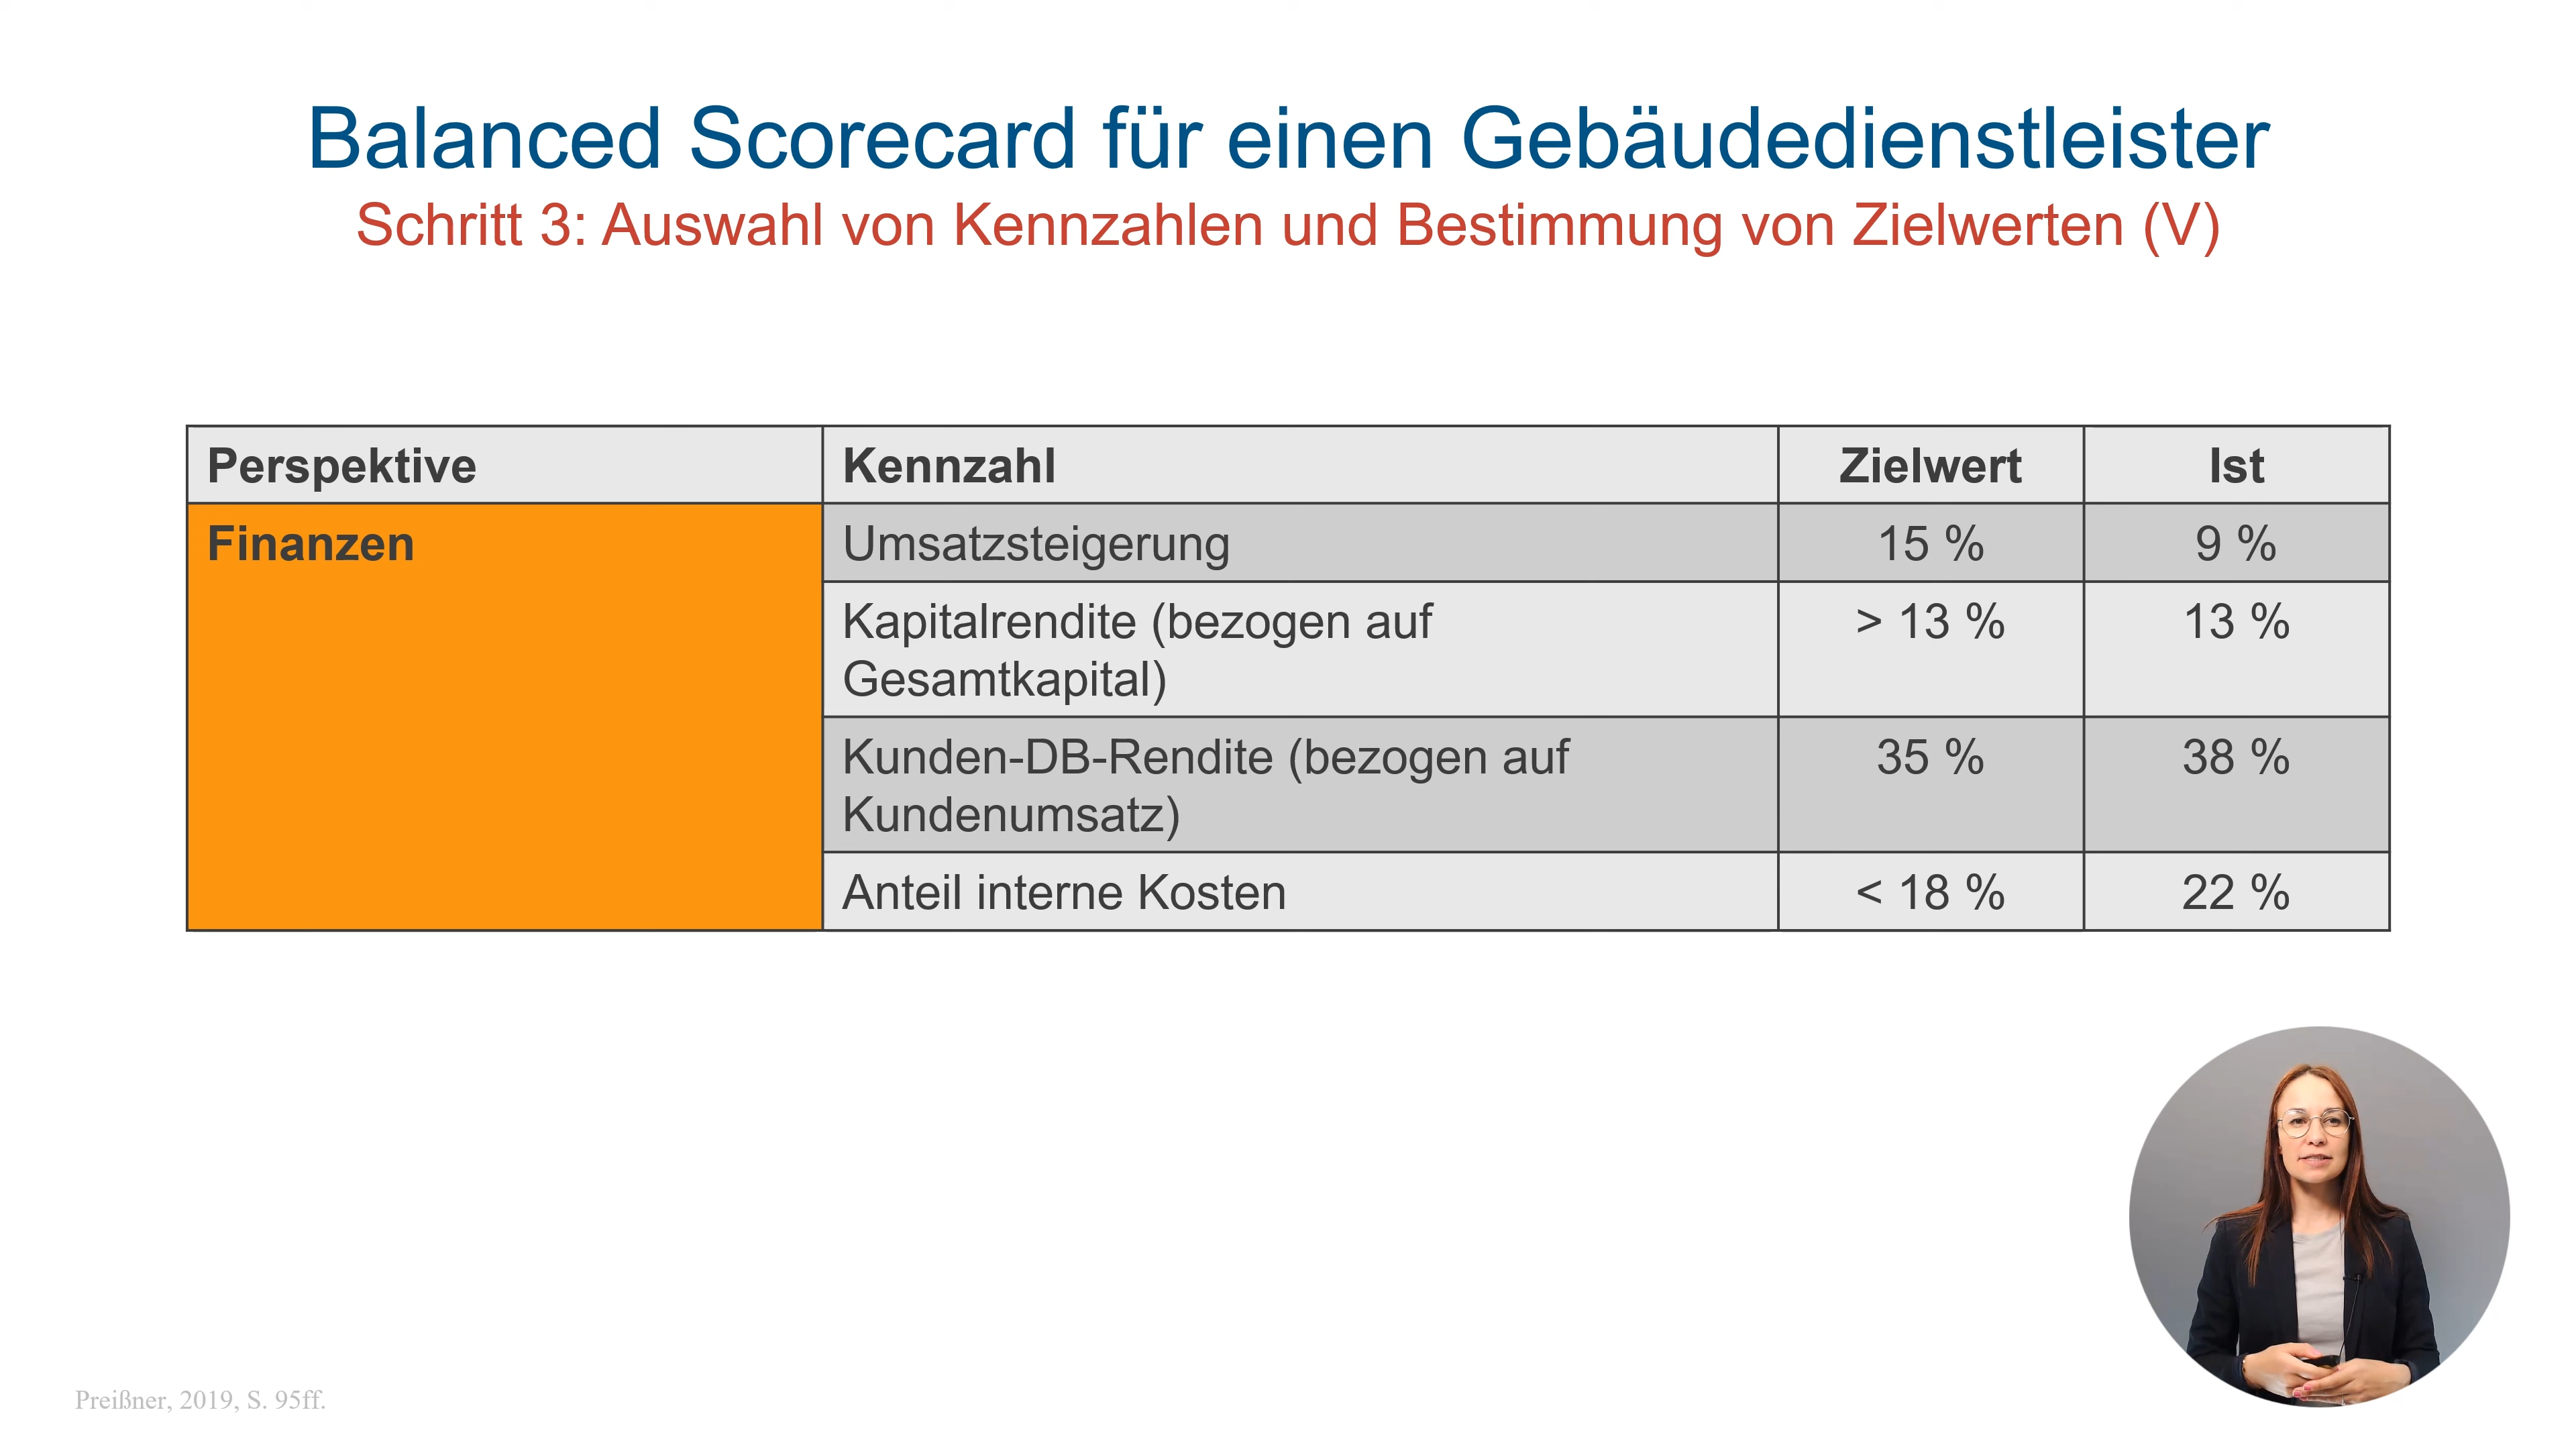 Balanced Scorecard für einen Gebäudedienstleister
Schritt 3: Auswahl von Kennzahlen und Bestimmung von Zielwerten (V)
Perspektive Kennzahl Zielwert Ist
Finanzen Umsatzsteigerung 15 % 9 %
Kapitalrendite (bezogen auf > 13 % 13 %
Gesamtkapital)
Kunden-DB-Rendite (bezogen auf 35 % 38 %
Kundenumsatz)
Anteil interne Kosten < 18 % 22 %
Preißner, 2019, S. 95ff.